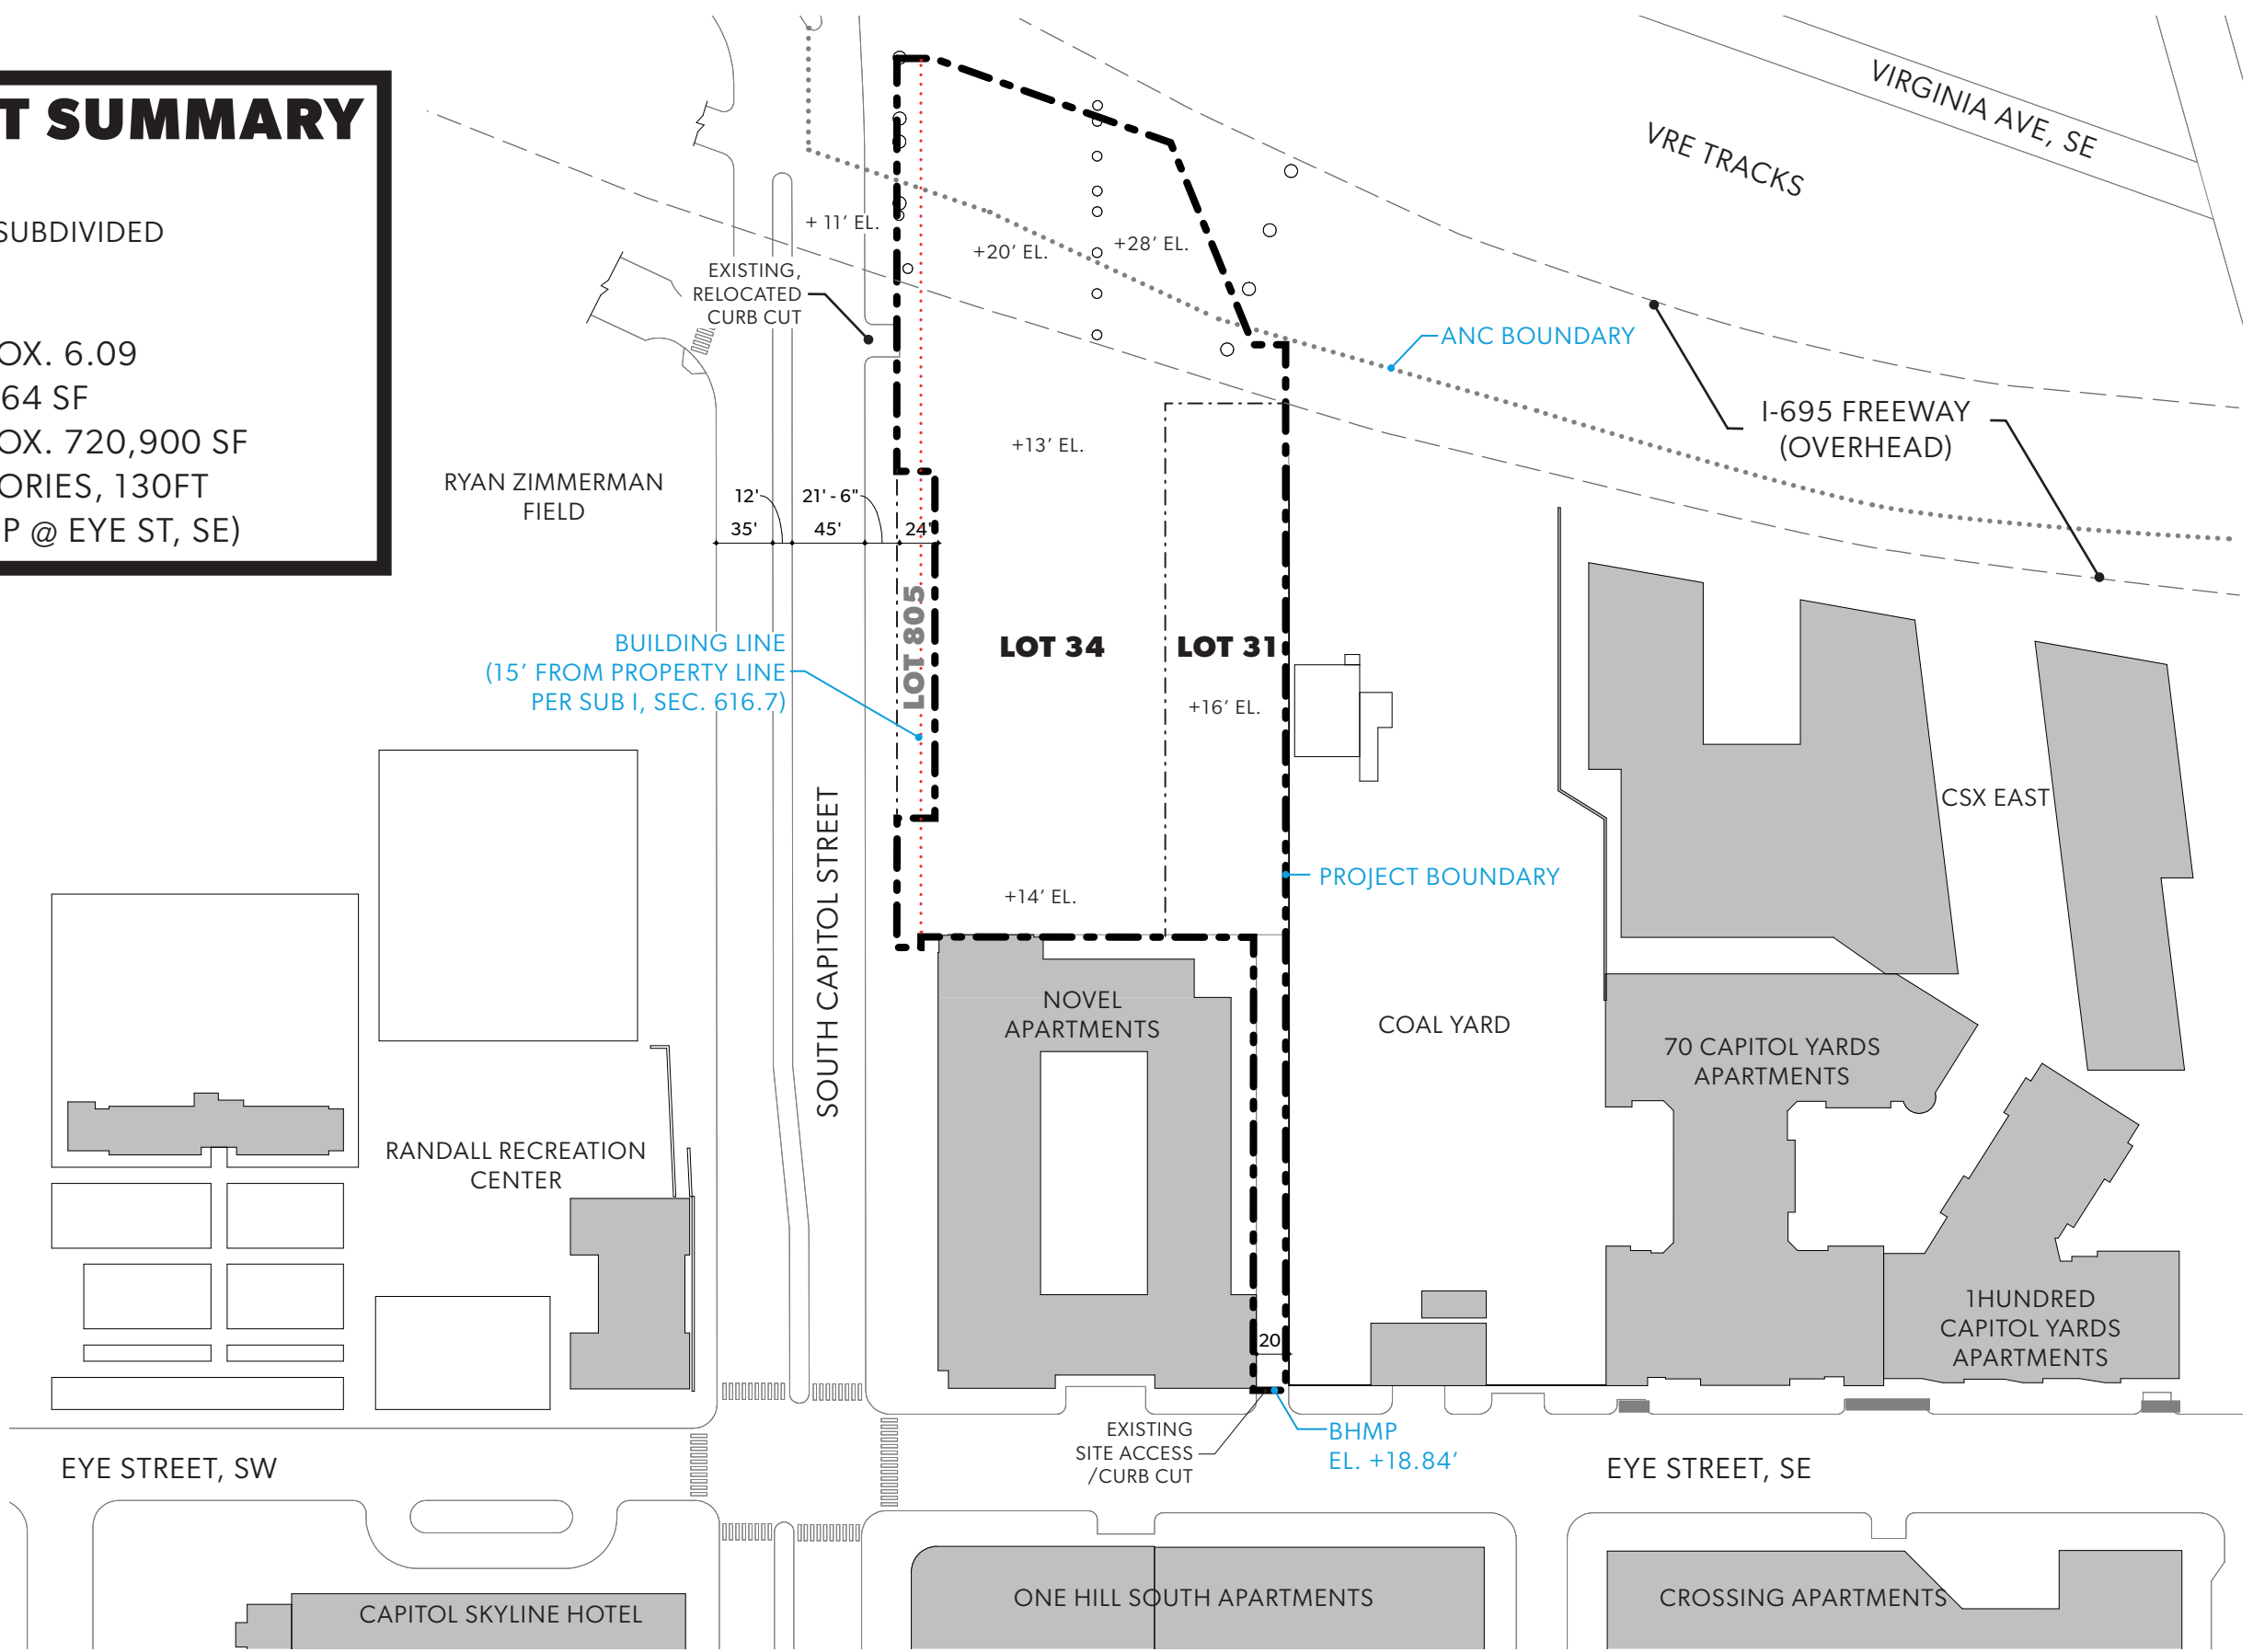 T SUMMARY
SUBDIVIDED
OX. 6.09
64 SF
OX. 720,900 SF
ORIES, 130FT
P @ EYE ST, SE)
VIRGINIA AVE, SE
VRE TRACKS
+ 11' EL.
+20' EL.
+28' EL.
EXISTING,
RELOCATED
CURB CUT
ANC BOUNDARY
I-695 FREEWAY
(OVERHEAD)
+13' EL.
RYAN ZIMMERMAN
FIELD
12'
21' - 6"
35'
45'
24'
LOT 805
BUILDING LINE
(15' FROM PROPERTY LINE
PER SUB I, SEC. 616.7)
LOT 34
LOT 31
+16' EL.
CSX EAST
SOUTH CAPITOL STREET
PROJECT BOUNDARY
+14' EL.
NOVEL
APARTMENTS
COAL YARD
70 CAPITOL YARDS
APARTMENTS
RANDALL RECREATION
CENTER
1HUNDRED
CAPITOL YARDS
APARTMENTS
20
EXISTING
SITE ACCESS
/CURB CUT
BHMP
EL. +18.84'
EYE STREET, SW
EYE STREET, SE
CAPITOL SKYLINE HOTEL
ONE HILL SOUTH APARTMENTS
CROSSING APARTMENTS